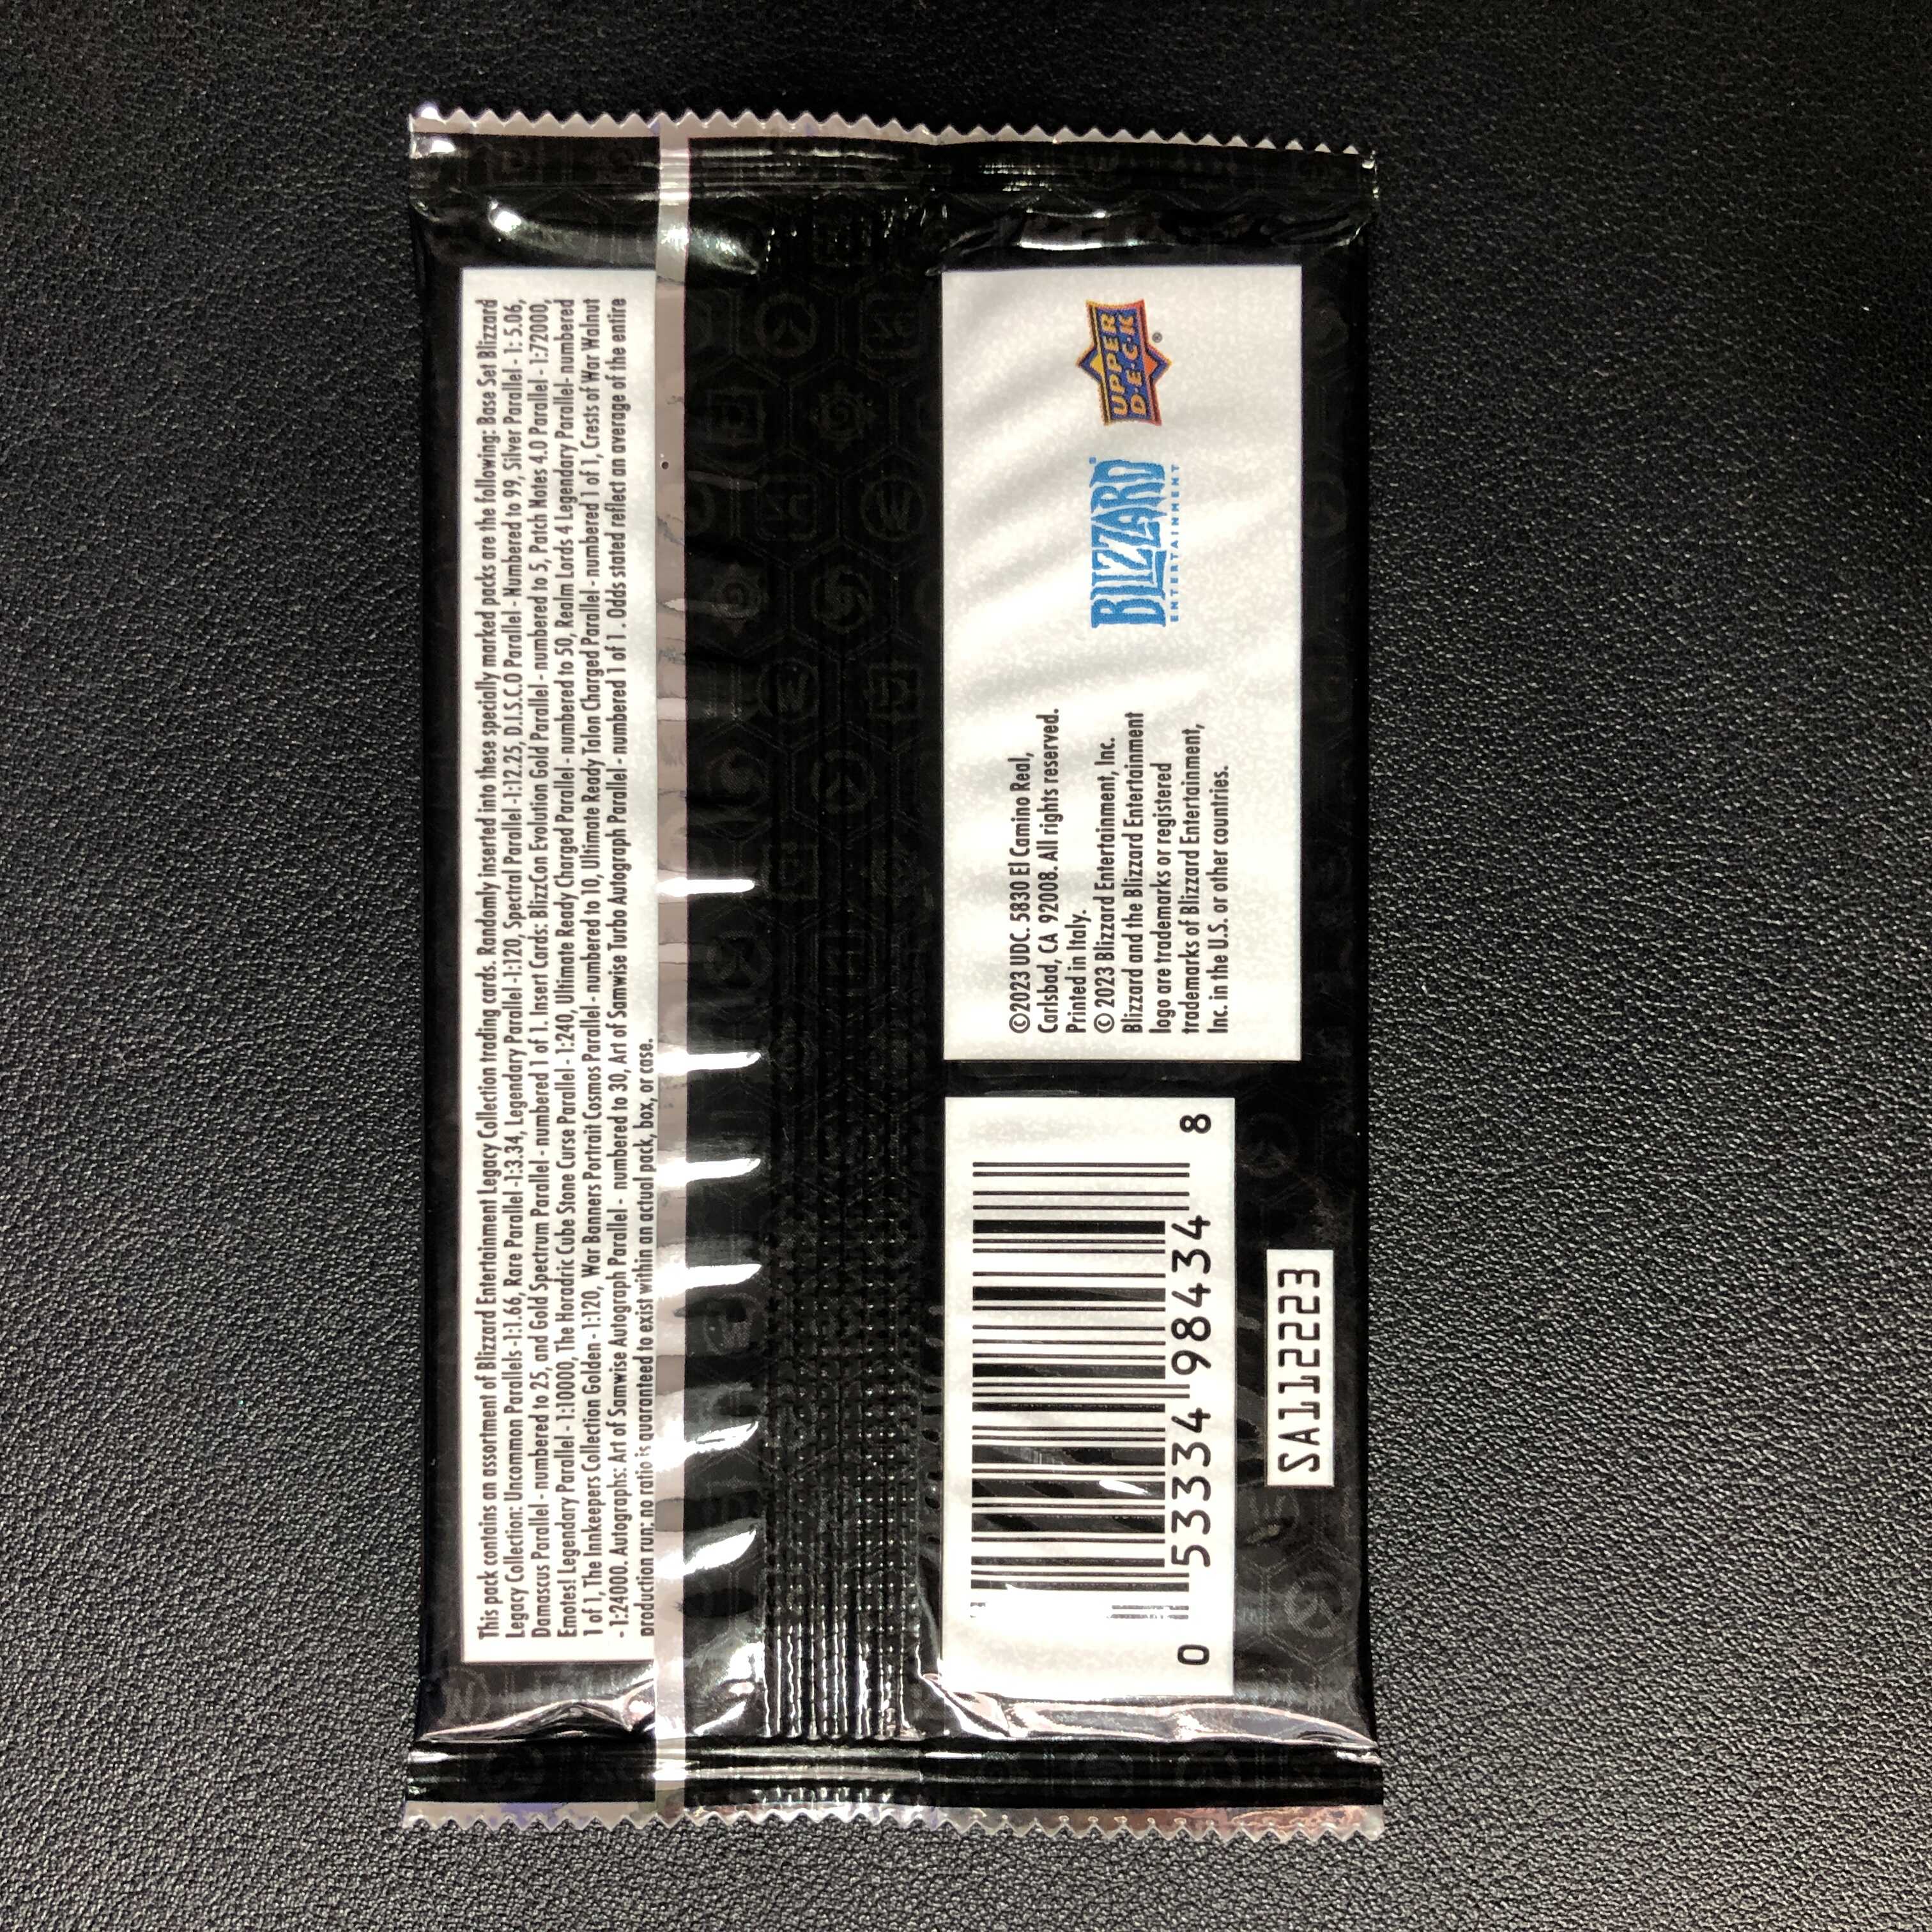 This pack contains an assortment of Blizzard Entertainment Legacy Collection trading cards. Randomly inserted into these specially marked packs are the following: Base Set Blizzard
Legacy Collection: Uncommon Parallels -1:1.66, Rare Parallel -1:3.34, Legendary Parallel -1:120, Spectral Parallel -1:12.25, D.I.S.C.O Parallel - Numbered to 99, Silver Parallel - 1: 5.06,
Damascus Parallel - numbered to 25, and Gold Spectrum Parallel - numbered 1 of 1. Insert Cards: BlizzCon Evolution Gold Parallel - numbered to 5, Patch Notes 4.0 Parallel - 1:72000,
Emotes! Legendary Parallel - 1:10000, The Horadric Cube Stone Curse Parallel - 1:240, Ultimate Ready Charged Parallel - numbered to 50, Realm Lords 4 Legendary Parallel- numbered
1 of 1, The Innkeepers Collection Golden - 1:120, War Banners Portrait Cosmos Parallel - numbered to 10, Ultimate Ready Talon Charged Parallel - numbered 1 of 1, Crests of War Walnut
- 1:24000. Autographs: Art of Samwise Autograph Parallel - numbered to 30, Art of Samwise Turbo Autograph Parallel - numbered 1 of 1. Odds stated reflect an average of the entire
production run; no ratio is guaranteed to exist within an actual pack, box, or case.
©2023 UDC. 5830 El Camino Real,
Carlsbad, CA 92008. All rights reserved.
Printed in Italy.
© 2023 Blizzard Entertainment, Inc.
Blizzard and the Blizzard Entertainment
logo are trademarks or registered
trademarks of Blizzard Entertainment,
Inc. in the U.S. or other countries.
BLIZZARD
ENTERTAINMENT
UPPER
D·E·C·K
®
0 53334 98434 8
SA112223